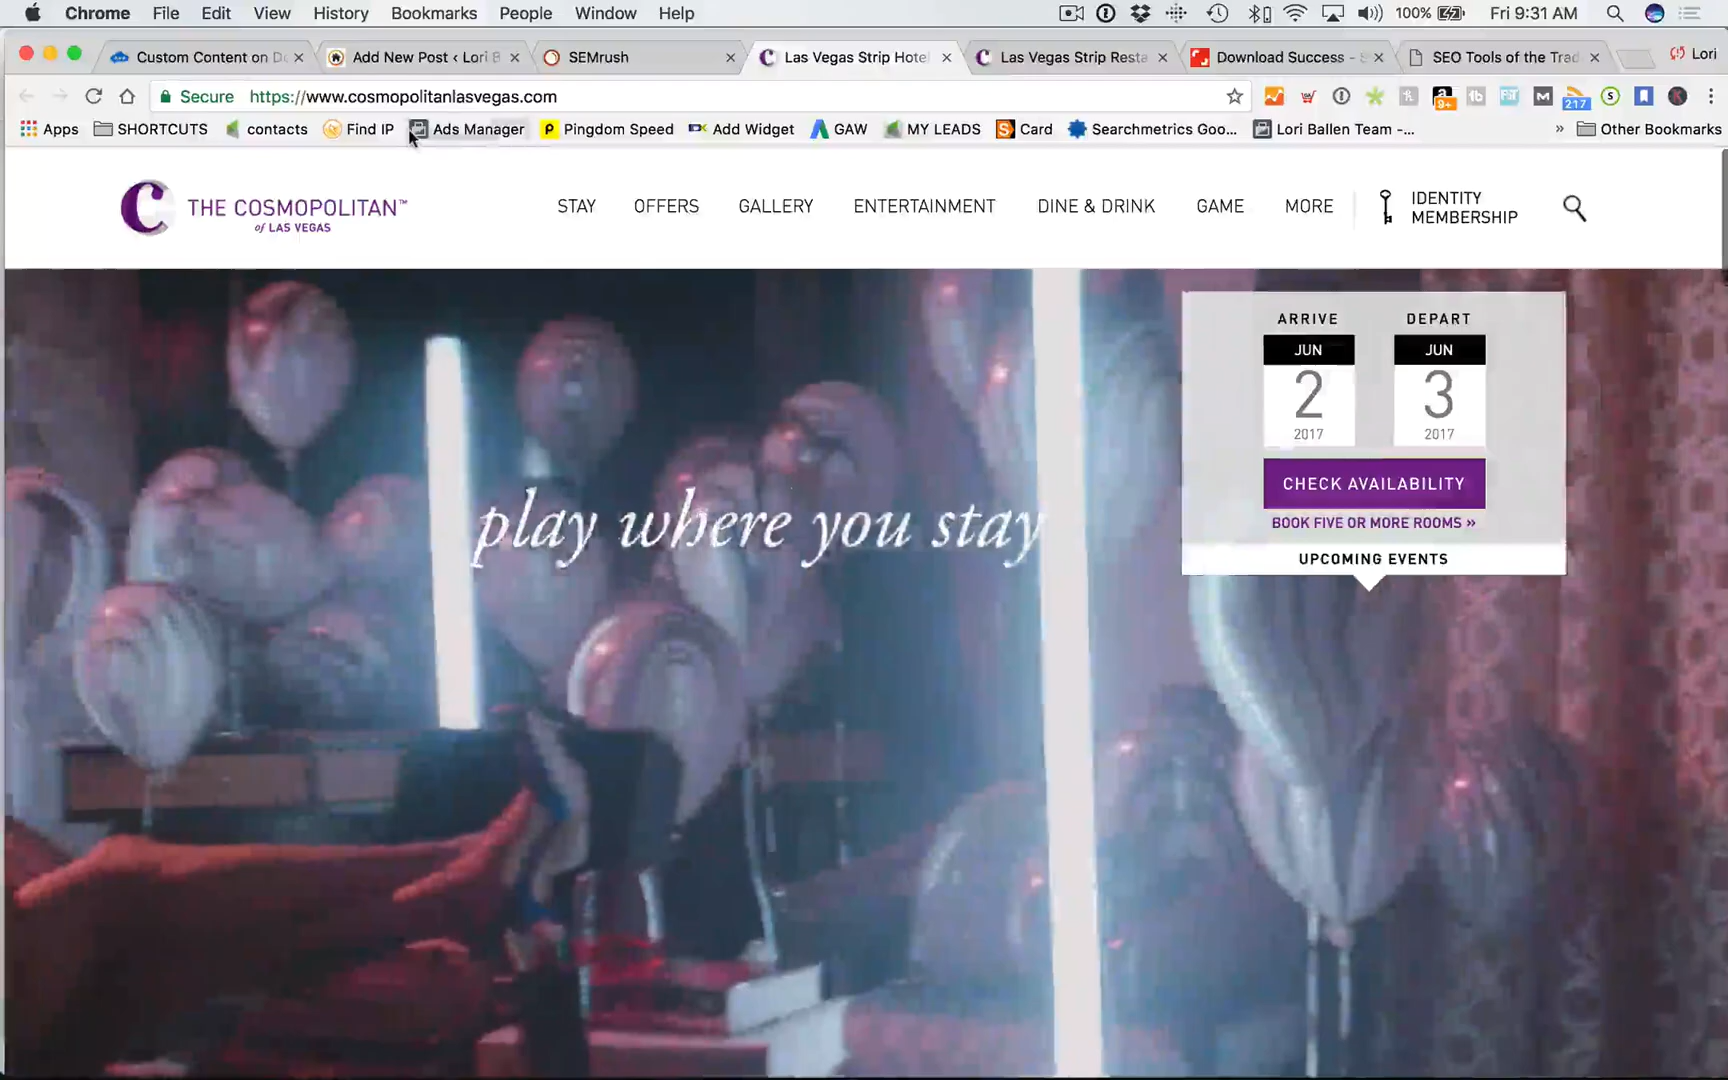 Chrome File Edit View History Bookmarks People Window Help 100% Fri 9:31 AM
Custom Content on D Add New Post ‹ Lori B SEMrush Las Vegas Strip Hotel Las Vegas Strip Resta Download Success - S SEO Tools of the Trad Lori
Secure https://www.cosmopolitanlasvegas.com 9+ 217
Apps SHORTCUTS contacts Find IP Ads Manager Pingdom Speed Add Widget GAW MY LEADS Card Searchmetrics Goo... Lori Ballen Team -... » Other Bookmarks
THE COSMOPOLITAN™
of LAS VEGAS
STAY OFFERS GALLERY ENTERTAINMENT DINE & DRINK GAME MORE
IDENTITY
MEMBERSHIP
play where you stay
ARRIVE DEPART
JUN JUN
2 3
2017 2017
CHECK AVAILABILITY
BOOK FIVE OR MORE ROOMS »
UPCOMING EVENTS